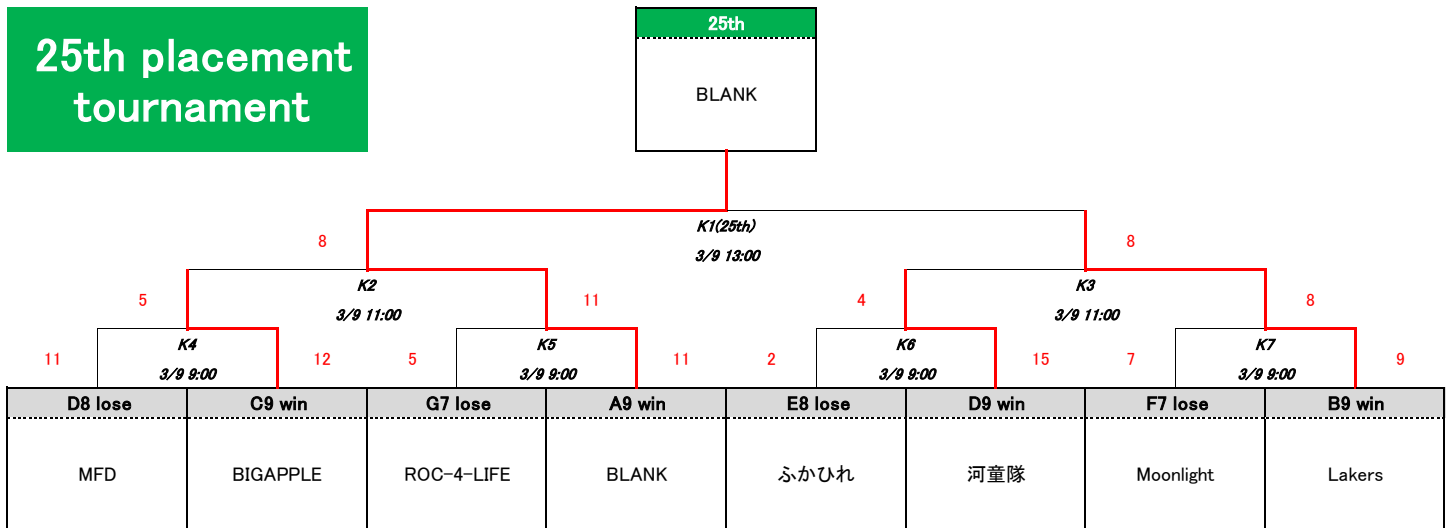 25th placement
tournament
25th
BLANK
K1(25th)
8
8
3/9 13:00
K2
K3
5
11
4
8
3/9 11:00
3/9 11:00
K4
K5
K6
K7
11
12
5
11
2
15
7
9
3/9 9:00
3/9 9:00
3/9 9:00
3/9 9:00
D8 lose
C9 win
G7 lose
A9 win
E8 lose
D9 win
F7 lose
B9 win
MFD
BIGAPPLE
ROC-4-LIFE
BLANK
ふかひれ
河童隊
Moonlight
Lakers